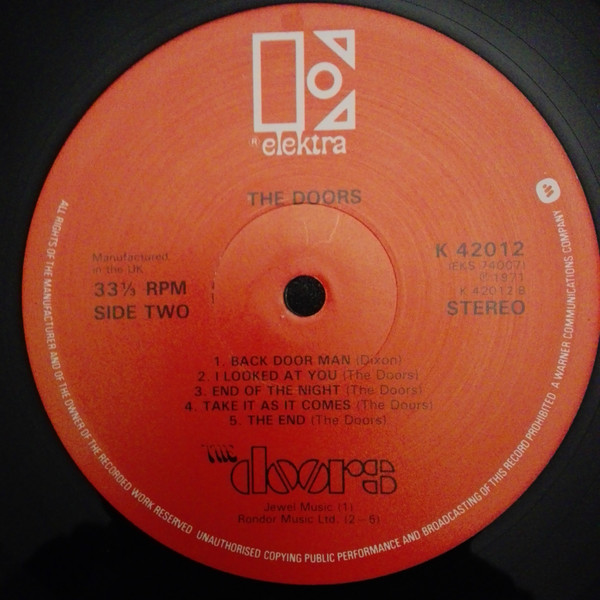 ® elektra
THE DOORS
Manufactured
in the UK
33⅓ RPM
SIDE TWO
K 42012
(EKS 74007)
℗ 1971
K 42012 B
STEREO
1. BACK DOOR MAN (Dixon)
2. I LOOKED AT YOU (The Doors)
3. END OF THE NIGHT (The Doors)
4. TAKE IT AS IT COMES (The Doors)
5. THE END (The Doors)
THE
doors
Jewel Music (1)
Rondor Music Ltd. (2-6)
ALL RIGHTS OF THE MANUFACTURER AND OF THE OWNER OF THE RECORDED WORK RESERVED UNAUTHORISED COPYING PUBLIC PERFORMANCE AND BROADCASTING OF THIS RECORD PROHIBITED A WARNER COMMUNICATIONS COMPANY